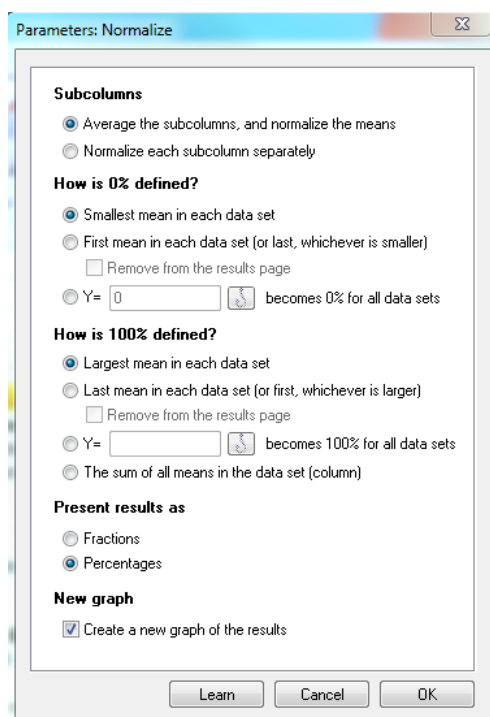 Parameters: Normalize
Subcolumns
Average the subcolumns, and normalize the means
Normalize each subcolumn separately
How is 0% defined?
Smallest mean in each data set
First mean in each data set (or last, whichever is smaller)
Remove from the results page
Y= 0 becomes 0% for all data sets
How is 100% defined?
Largest mean in each data set
Last mean in each data set (or first, whichever is larger)
Remove from the results page
Y= becomes 100% for all data sets
The sum of all means in the data set (column)
Present results as
Fractions
Percentages
New graph
Create a new graph of the results
Learn Cancel OK